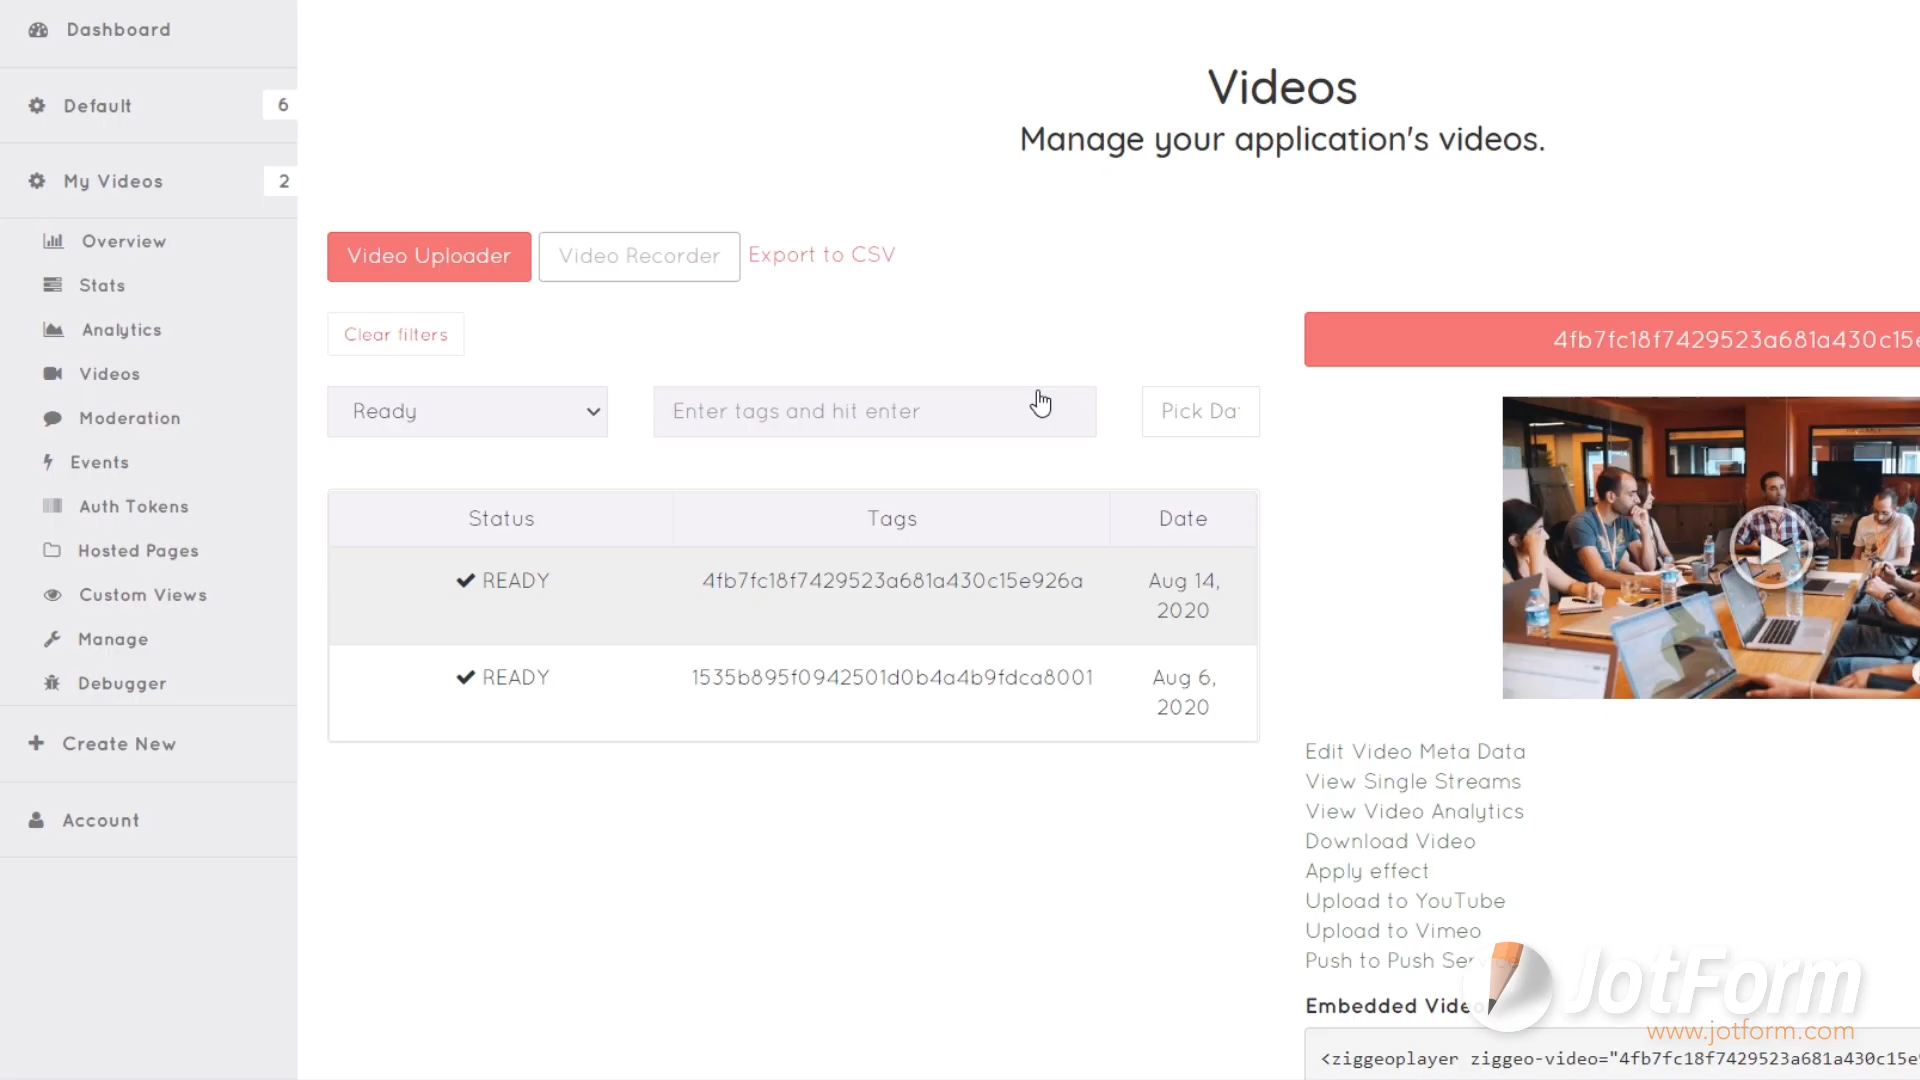 Dashboard
Default
6
My Videos
2
Overview
Stats
Analytics
Videos
Moderation
Events
Auth Tokens
Hosted Pages
Custom Views
Manage
Debugger
Create New
Account
Videos
Manage your application's videos.
Video Uploader
Video Recorder
Export to CSV
Clear filters
Ready
Enter tags and hit enter
Pick Da
Status
Tags
Date
READY
4fb7fc18f7429523a681a430c15e926a
Aug 14,
2020
READY
1535b895f0942501d0b4a4b9fdca8001
Aug 6,
2020
4fb7fc18f7429523a681a430c15e
Edit Video Meta Data
View Single Streams
View Video Analytics
Download Video
Apply effect
Upload to YouTube
Upload to Vimeo
Push to Push Service
Embedded Video
<ziggeoplayer ziggeo-video="4fb7fc18f7429523a681a430c15e9
JotForm
www.jotform.com